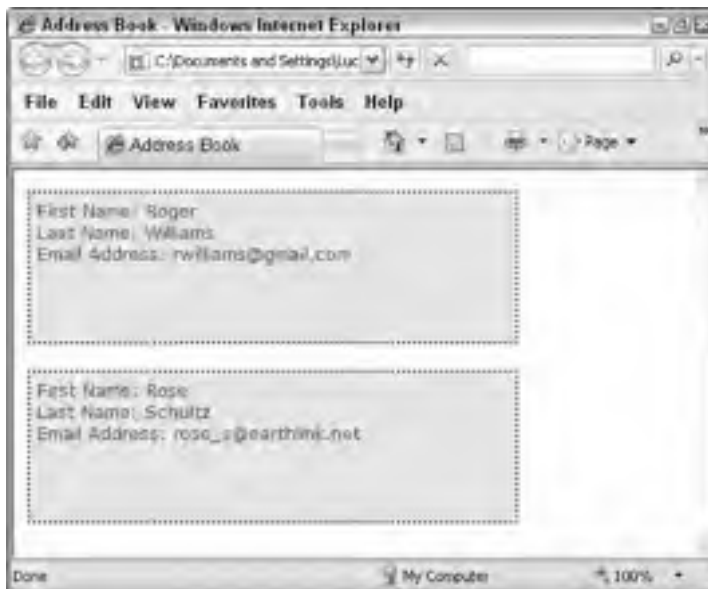 Address Book - Windows Internet Explorer
C:\Documents and Settings\Luc
File Edit View Favorites Tools Help
Address Book
Page
First Name: Roger
Last Name: Williams
Email Address: rwilliams@gmail.com
First Name: Rose
Last Name: Schultz
Email Address: rose_s@earthlink.net
Done
My Computer
100%